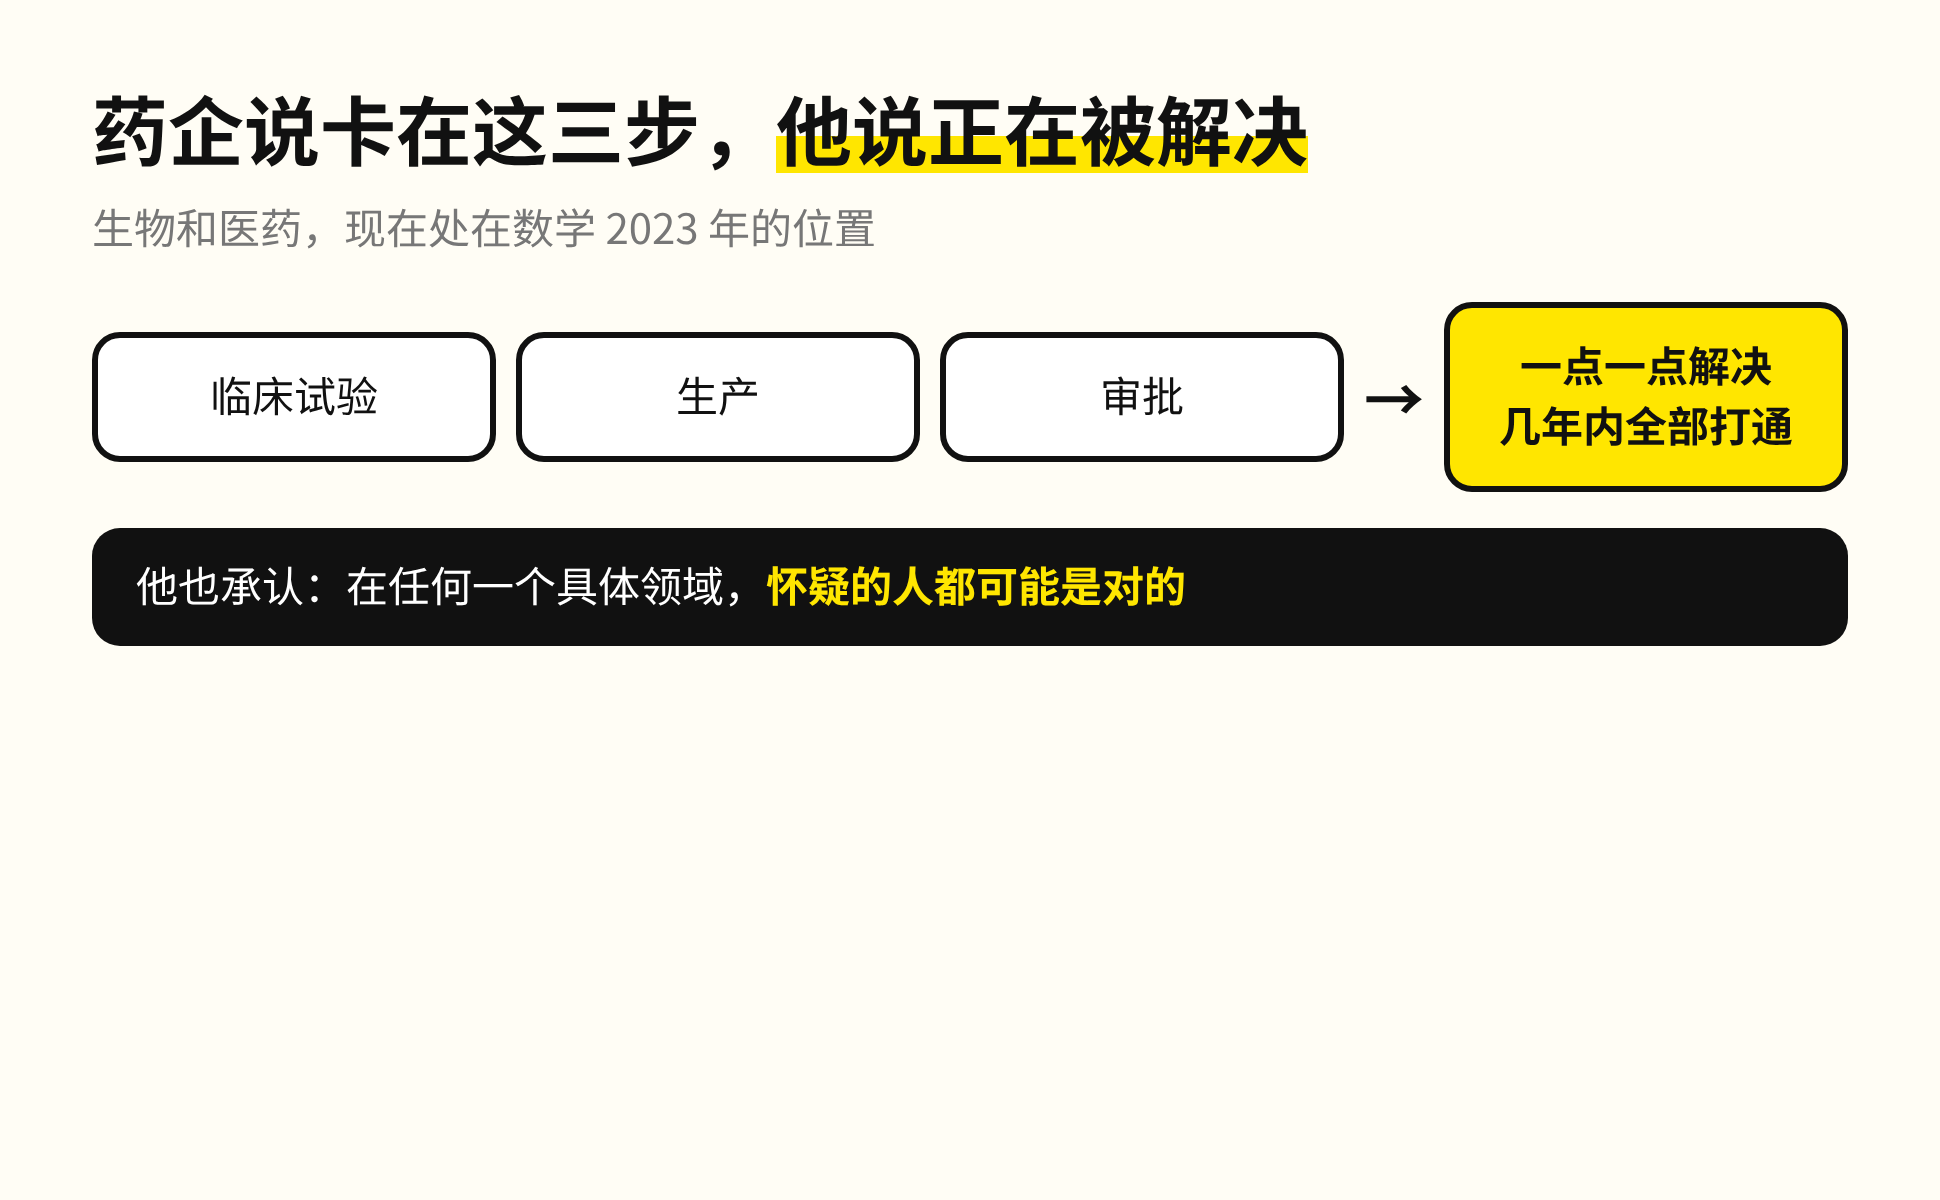 药企说卡在这三步，他说正在被解决
生物和医药，现在处在数学 2023 年的位置
临床试验
生产
审批
→
一点一点解决
几年内全部打通
他也承认：在任何一个具体领域，怀疑的人都可能是对的